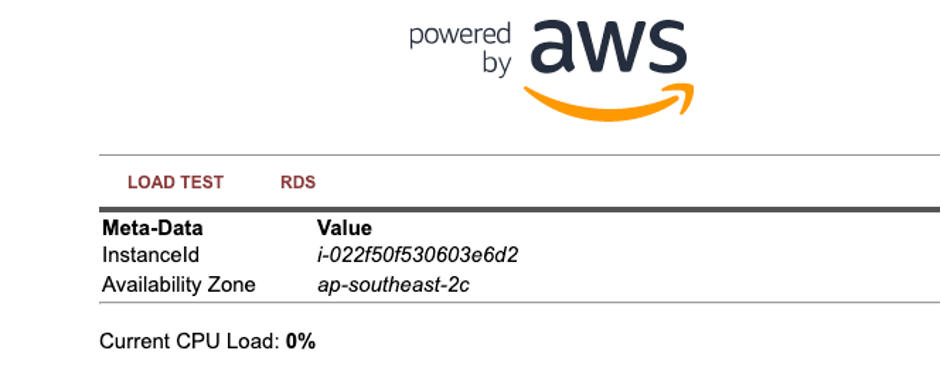 powered
by aws
LOAD TEST RDS
Meta-Data Value
InstanceId i-022f50f530603e6d2
Availability Zone ap-southeast-2c
Current CPU Load: 0%